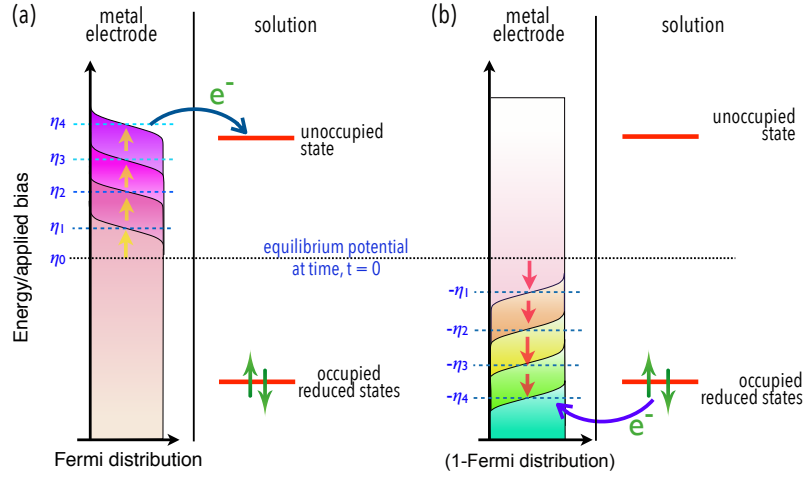 (a)
metal
electrode
solution
e-
η4
η3
η2
η1
η0
unoccupied
state
equilibrium potential
at time, t = 0
occupied
reduced states
Energy/applied bias
Fermi distribution
(b)
metal
electrode
solution
unoccupied
state
-η1
-η2
-η3
-η4
occupied
reduced states
e-
(1-Fermi distribution)